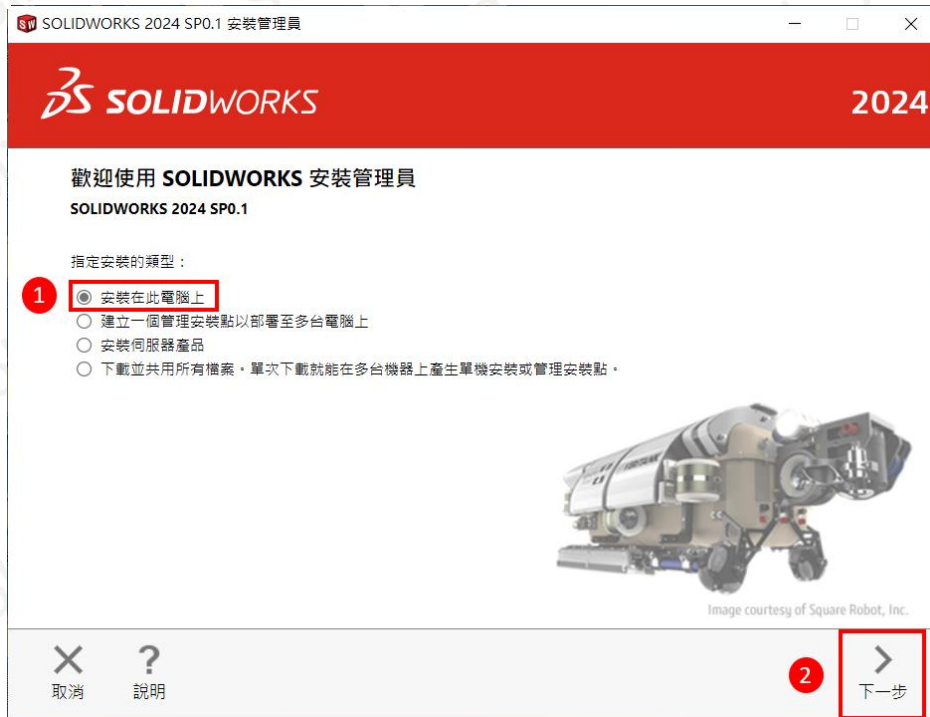 SOLIDWORKS 2024 SP0.1 安裝管理員
SOLIDWORKS
2024
歡迎使用 SOLIDWORKS 安裝管理員
SOLIDWORKS 2024 SP0.1
指定安裝的類型：
1
安裝在此電腦上
建立一個管理安裝點以部署至多台電腦上
安裝伺服器產品
下載並共用所有檔案。單次下載就能在多台機器上產生單機安裝或管理安裝點。
Image courtesy of Square Robot, Inc.
取消
?
說明
2
下一步